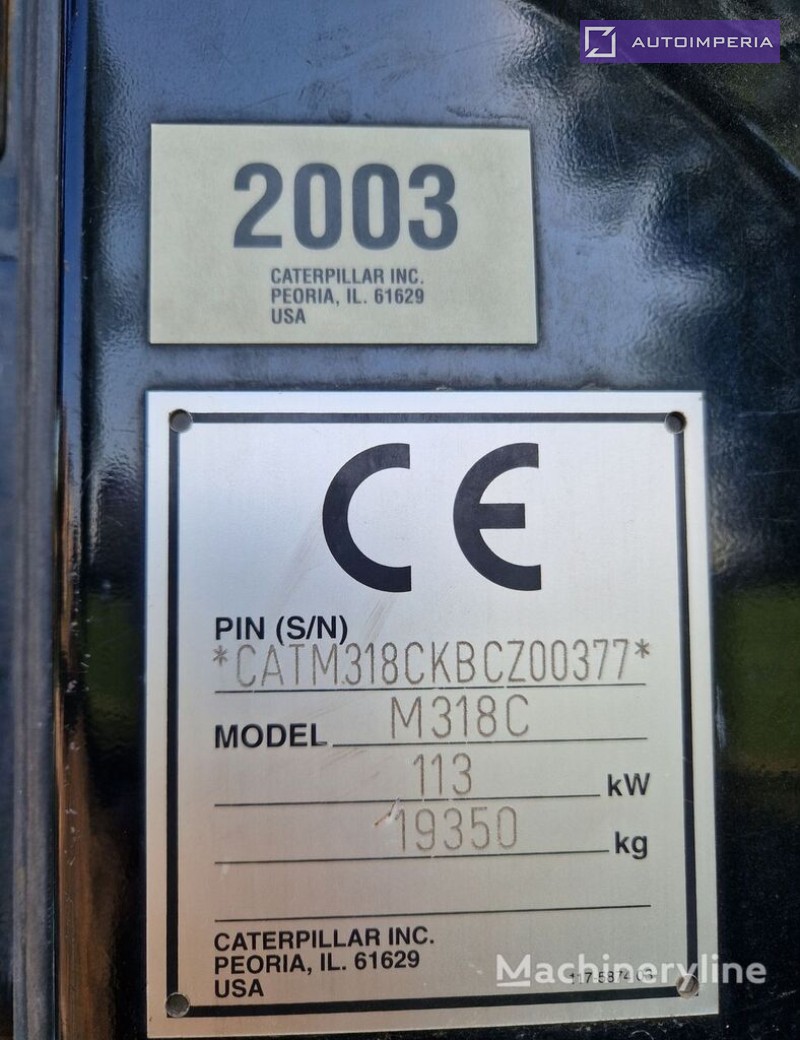 AUTOIMPERIA
2003
CATERPILLAR INC.
PEORIA, IL. 61629
USA
CE
PIN (S/N)
*CATM318CKBCZ00377*
MODEL M318C
113 kW
19350 kg
CATERPILLAR INC.
PEORIA, IL. 61629
USA
Machineryline